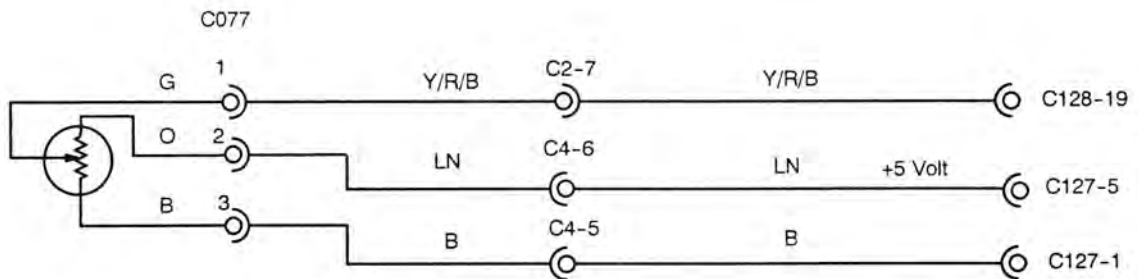 C077
G 1 Y/R/B C2-7 Y/R/B C128-19
O 2 LN C4-6 LN +5 Volt C127-5
B 3 B C4-5 B C127-1